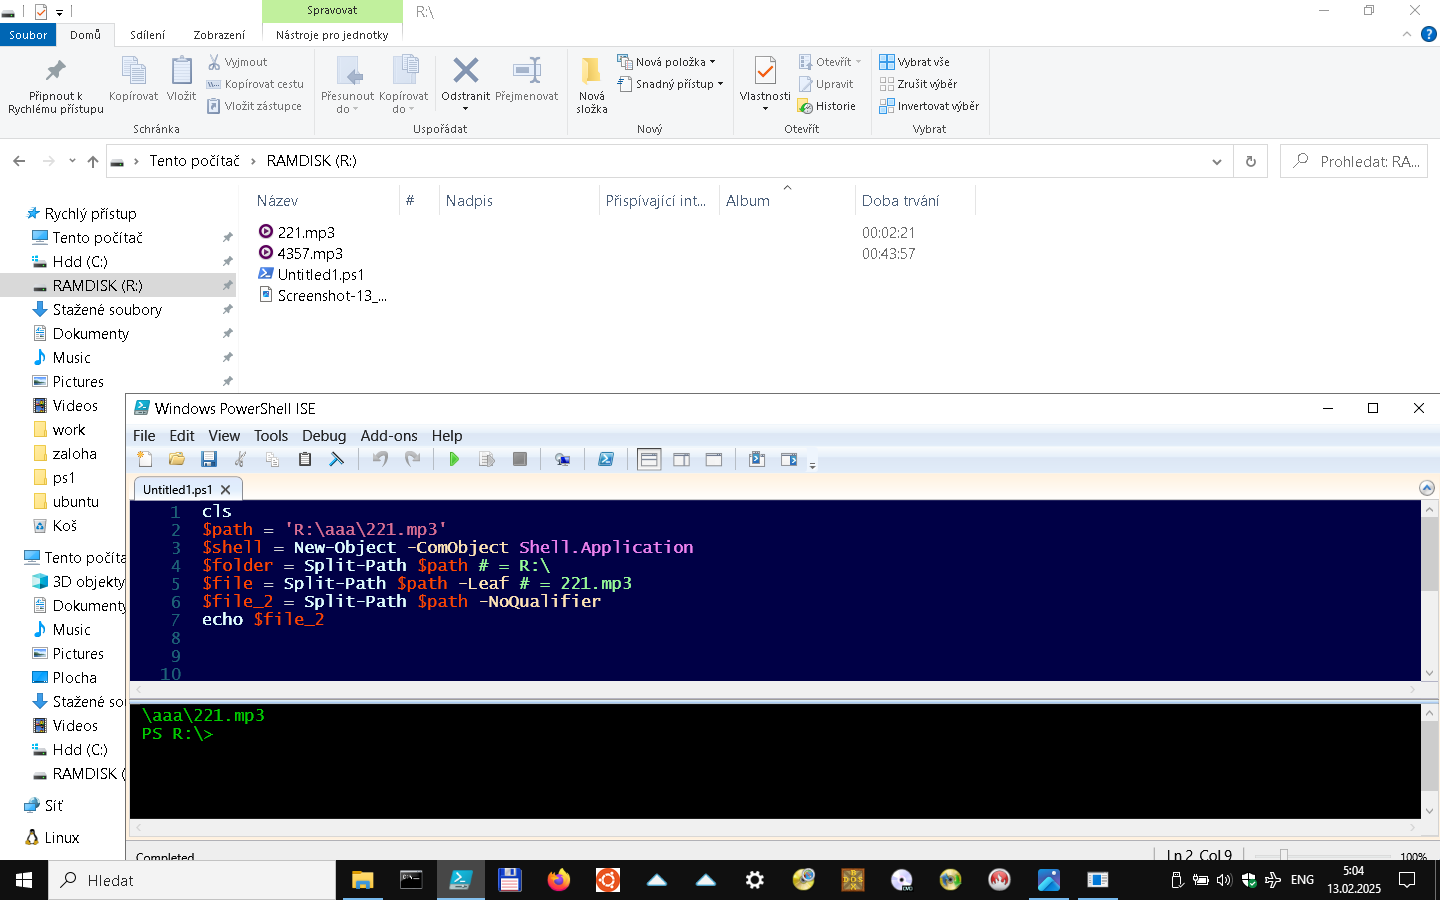 Spravovat
R:\
Soubor
Domů
Sdílení
Zobrazení
Nástroje pro jednotky
Připnout k
Rychlému přístupu
Kopírovat
Vložit
Vyjmout
Kopírovat cestu
Vložit zástupce
Schránka
Přesunout
do
Kopírovat
do
Odstranit
Přejmenovat
Uspořádat
Nová
složka
Nová položka
Snadný přístup
Nový
Vlastnosti
Otevřít
Upravit
Historie
Otevřít
Vybrat vše
Zrušit výběr
Invertovat výběr
Vybrat
Tento počítač
RAMDISK (R:)
Prohledat: RA...
Název
#
Nadpis
Přispívající int...
Album
Doba trvání
221.mp3 00:02:21
4357.mp3 00:43:57
Untitled1.ps1
Screenshot-13_...
Rychlý přístup
Tento počítač
Hdd (C:)
RAMDISK (R:)
Stažené soubory
Dokumenty
Music
Pictures
Videos
work
zaloha
ps1
ubuntu
Koš
Tento počíta
3D objekty
Dokumenty
Music
Pictures
Plocha
Stažené so
Videos
Hdd (C:)
RAMDISK (
Síť
Linux
Windows PowerShell ISE
File Edit View Tools Debug Add-ons Help
Untitled1.ps1
1 cls
2 $path = 'R:\aaa\221.mp3'
3 $shell = New-Object -ComObject Shell.Application
4 $folder = Split-Path $path # = R:\
5 $file = Split-Path $path -Leaf # = 221.mp3
6 $file_2 = Split-Path $path -NoQualifier
7 echo $file_2
8
9
10
\aaa\221.mp3
PS R:\>
Completed
Ln 2 Col 9
100%
Hledat
ENG
5:04
13.02.2025